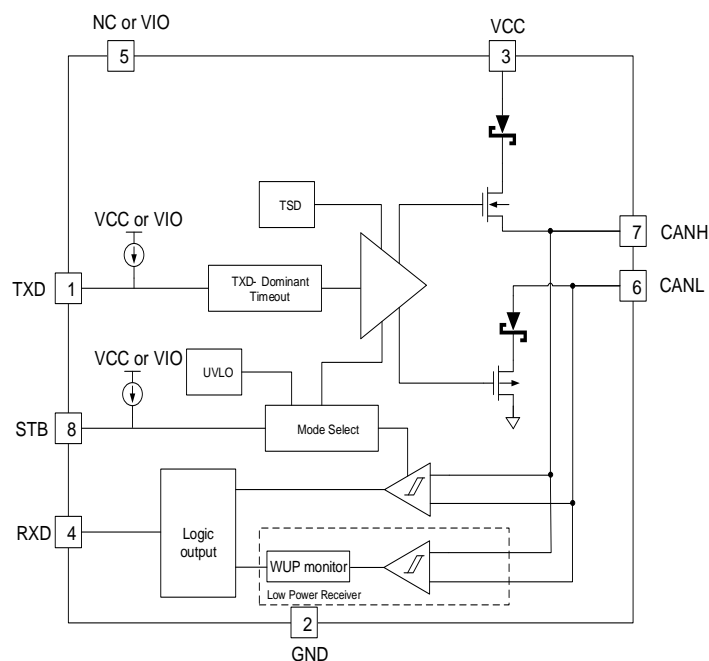 NC or VIO
5
VCC
3
TSD
VCC or VIO
7
CANH
TXD
1
TXD- Dominant
Timeout
6
CANL
VCC or VIO
UVLO
STB
8
Mode Select
RXD
4
Logic
output
WUP monitor
Low Power Receiver
2
GND